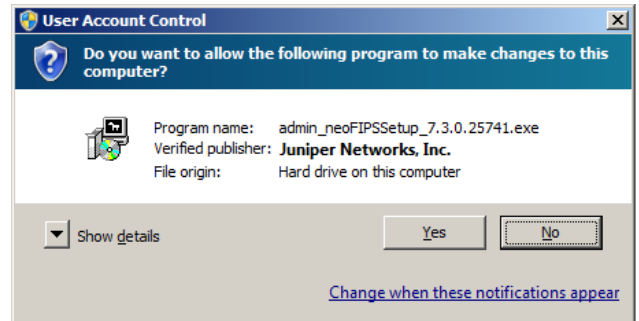 User Account Control
Do you want to allow the following program to make changes to this
computer?
Program name: admin_neoFIPSSetup_7.3.0.25741.exe
Verified publisher: Juniper Networks, Inc.
File origin: Hard drive on this computer
Show details Yes No
Change when these notifications appear